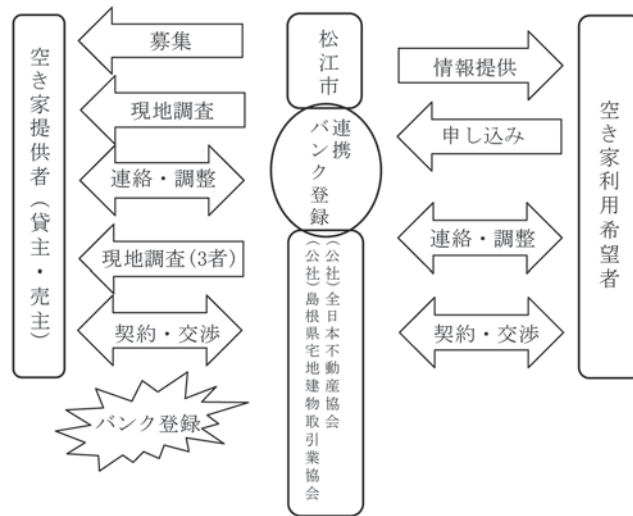 空き家提供者（貸主・売主）
募集
現地調査
連絡・調整
現地調査（3者）
契約・交渉
バンク登録
松江市
連携
バンク登録
（公社）全日本不動産協会
（公社）島根県宅地建物取引業協会
情報提供
申し込み
連絡・調整
契約・交渉
空き家利用希望者